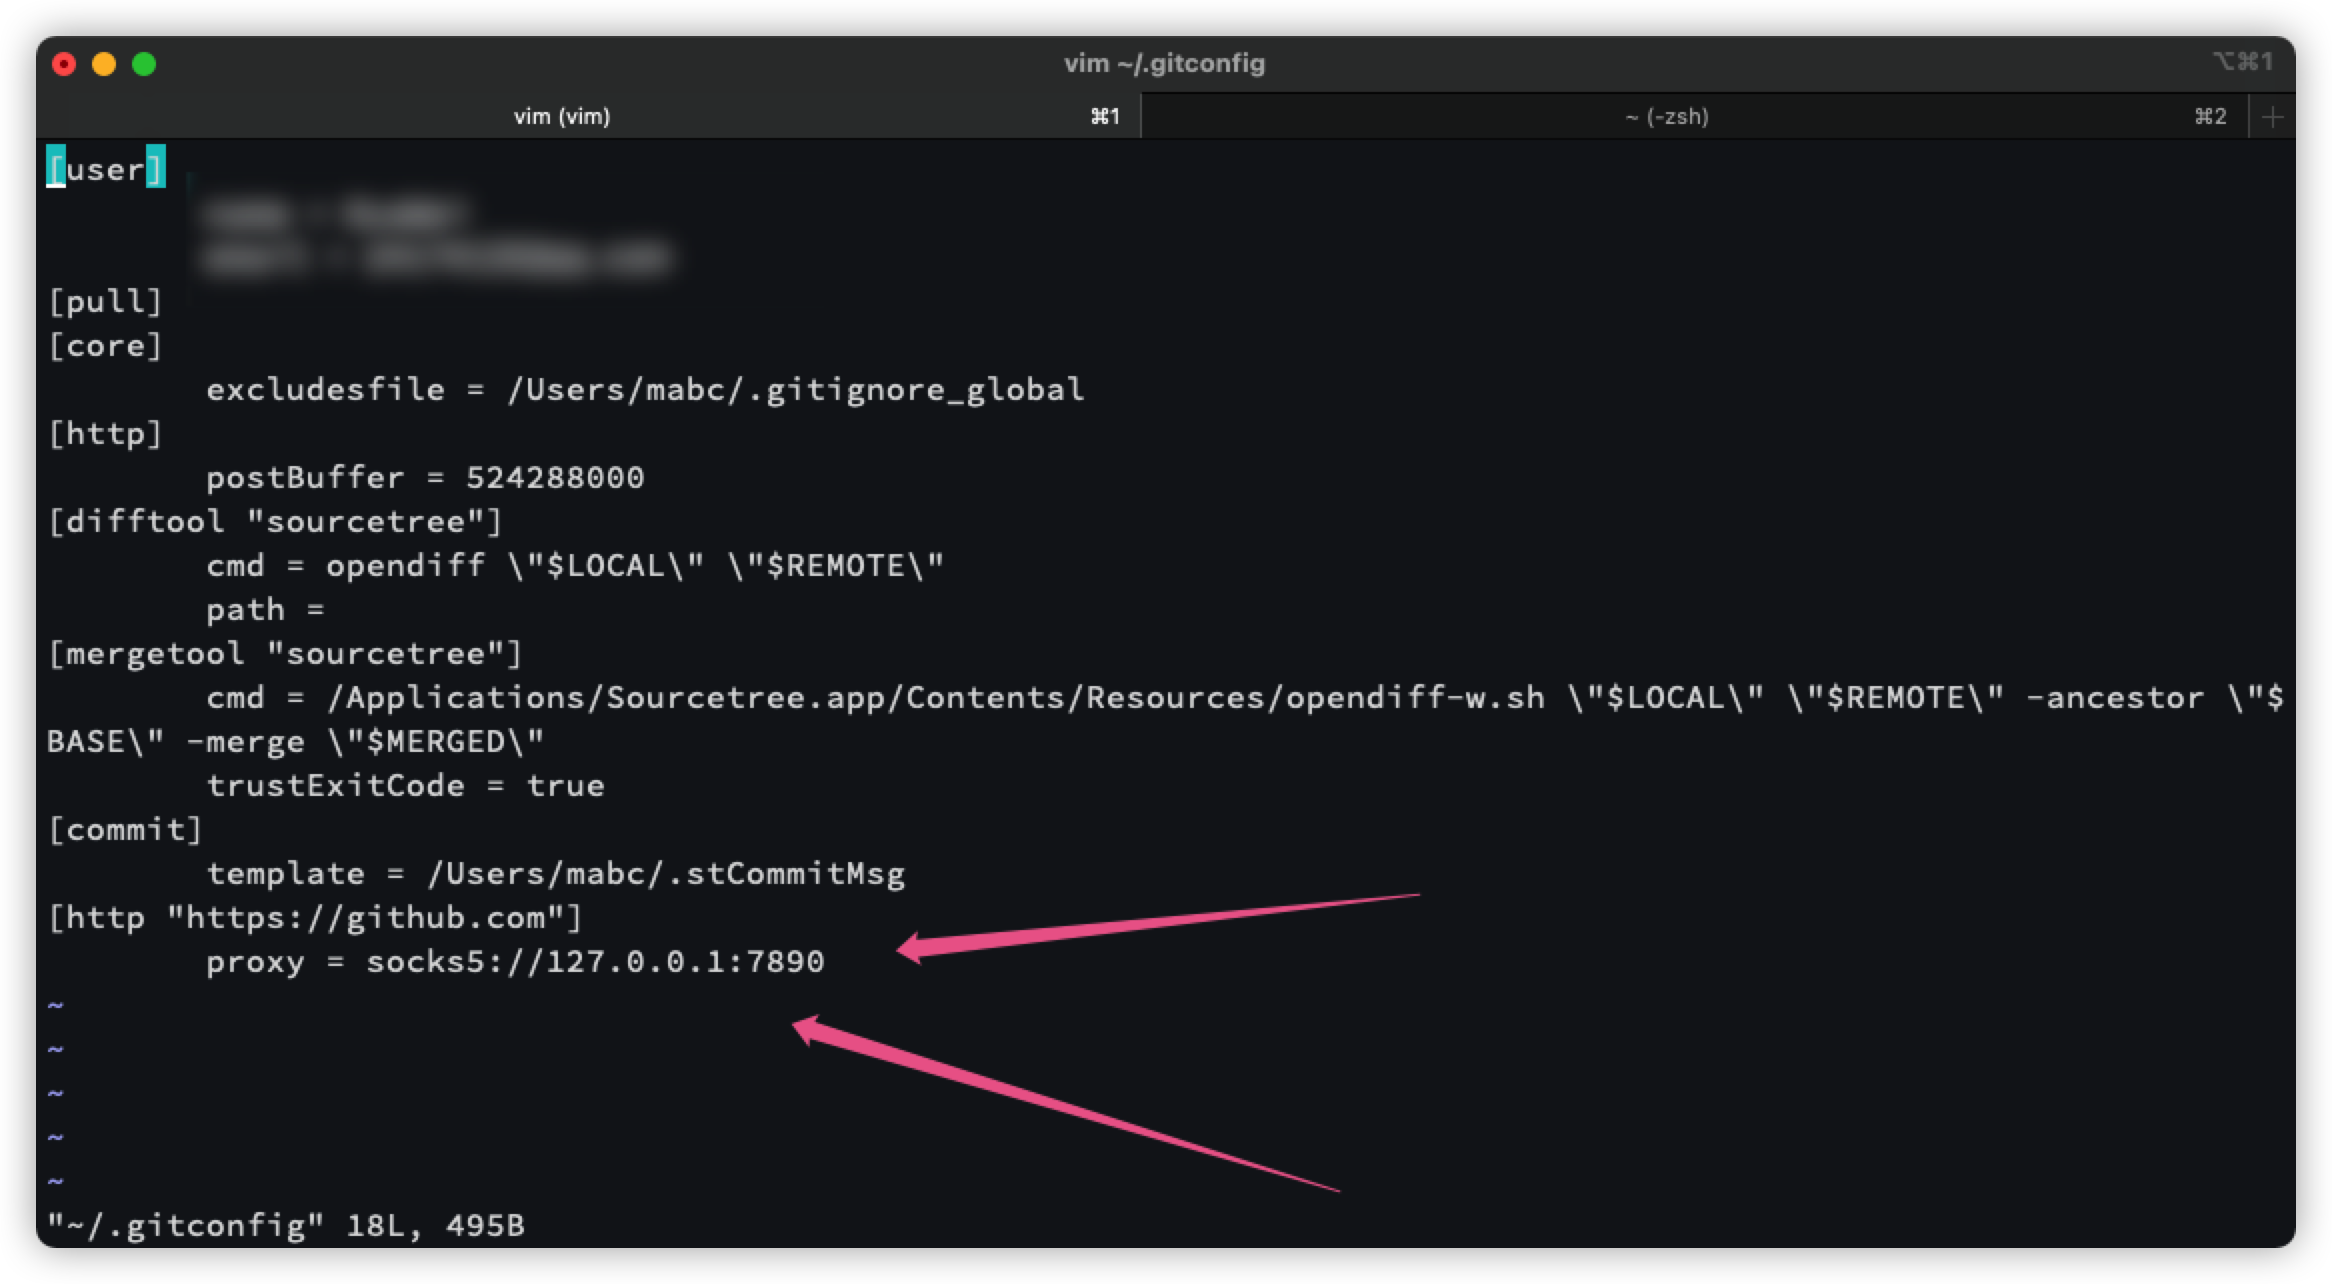 vim ~/.gitconfig
⌥⌘1
vim (vim) ⌘1
~ (-zsh) ⌘2
[user]
[pull]
[core]
excludesfile = /Users/mabc/.gitignore_global
[http]
postBuffer = 524288000
[difftool "sourcetree"]
cmd = opendiff \"$LOCAL\" \"$REMOTE\"
path =
[mergetool "sourcetree"]
cmd = /Applications/Sourcetree.app/Contents/Resources/opendiff-w.sh \"$LOCAL\" \"$REMOTE\" -ancestor \"$
BASE\" -merge \"$MERGED\"
trustExitCode = true
[commit]
template = /Users/mabc/.stCommitMsg
[http "https://github.com"]
proxy = socks5://127.0.0.1:7890
~
~
~
~
~
"~/.gitconfig" 18L, 495B